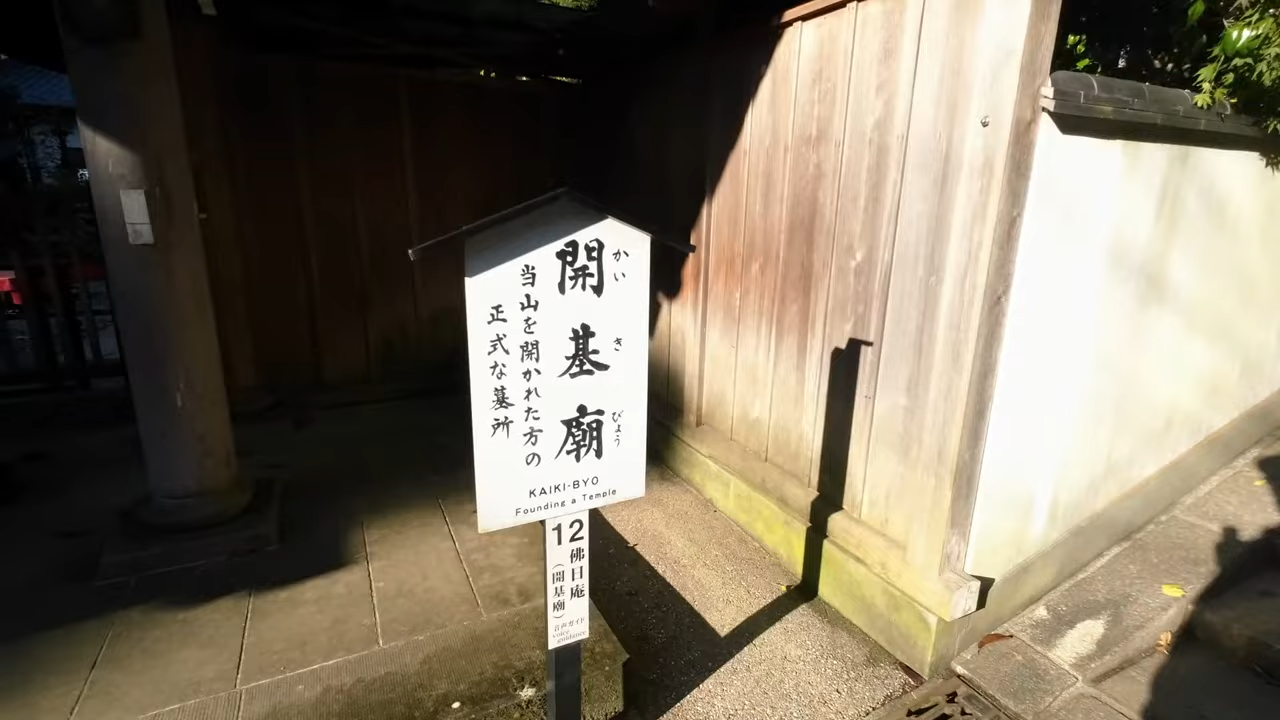 開基廟
かいきびょう
当山を開かれた方の
正式な墓所
KAIKI-BYO
Founding a Temple
12
佛日庵
(開基廟)
音声ガイド
voice guidance